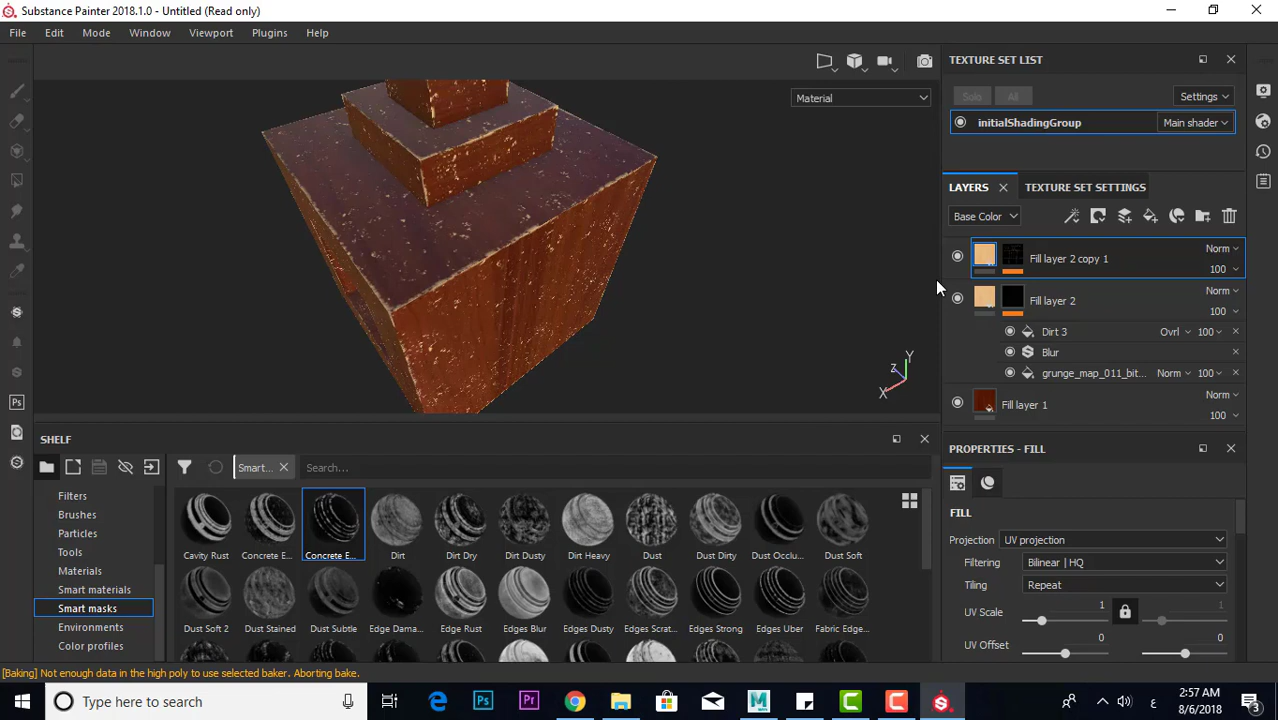 Substance Painter 2018.1.0 - Untitled (Read only)
File Edit Mode Window Viewport Plugins Help
Material
Z Y X
TEXTURE SET LIST
Solo All Settings
initialShadingGroup Main shader
LAYERS TEXTURE SET SETTINGS
Base Color
Fill layer 2 copy 1 Norm 100
Fill layer 2 Norm 100
Dirt 3 Ovrl 100
Blur
grunge_map_011_bit... Norm 100
Fill layer 1 Norm 100
PROPERTIES - FILL
FILL
Projection UV projection
Filtering Bilinear | HQ
Tiling Repeat
UV Scale 1 1
UV Offset 0 0
SHELF
Smart... Search...
Filters
Brushes
Particles
Tools
Materials
Smart materials
Smart masks
Environments
Color profiles
Cavity Rust Concrete E... Concrete E... Dirt Dirt Dry Dirt Dusty Dirt Heavy Dust Dust Dirty Dust Occlu... Dust Soft
Dust Soft 2 Dust Stained Dust Subtle Edge Dama... Edge Rust Edges Blur Edges Dusty Edges Scrat... Edges Strong Edges Uber Fabric Edge...
[Baking] Not enough data in the high poly to use selected baker. Aborting bake.
Type here to search
Ps Pr M C C
ع 2:57 AM
8/6/2018
3